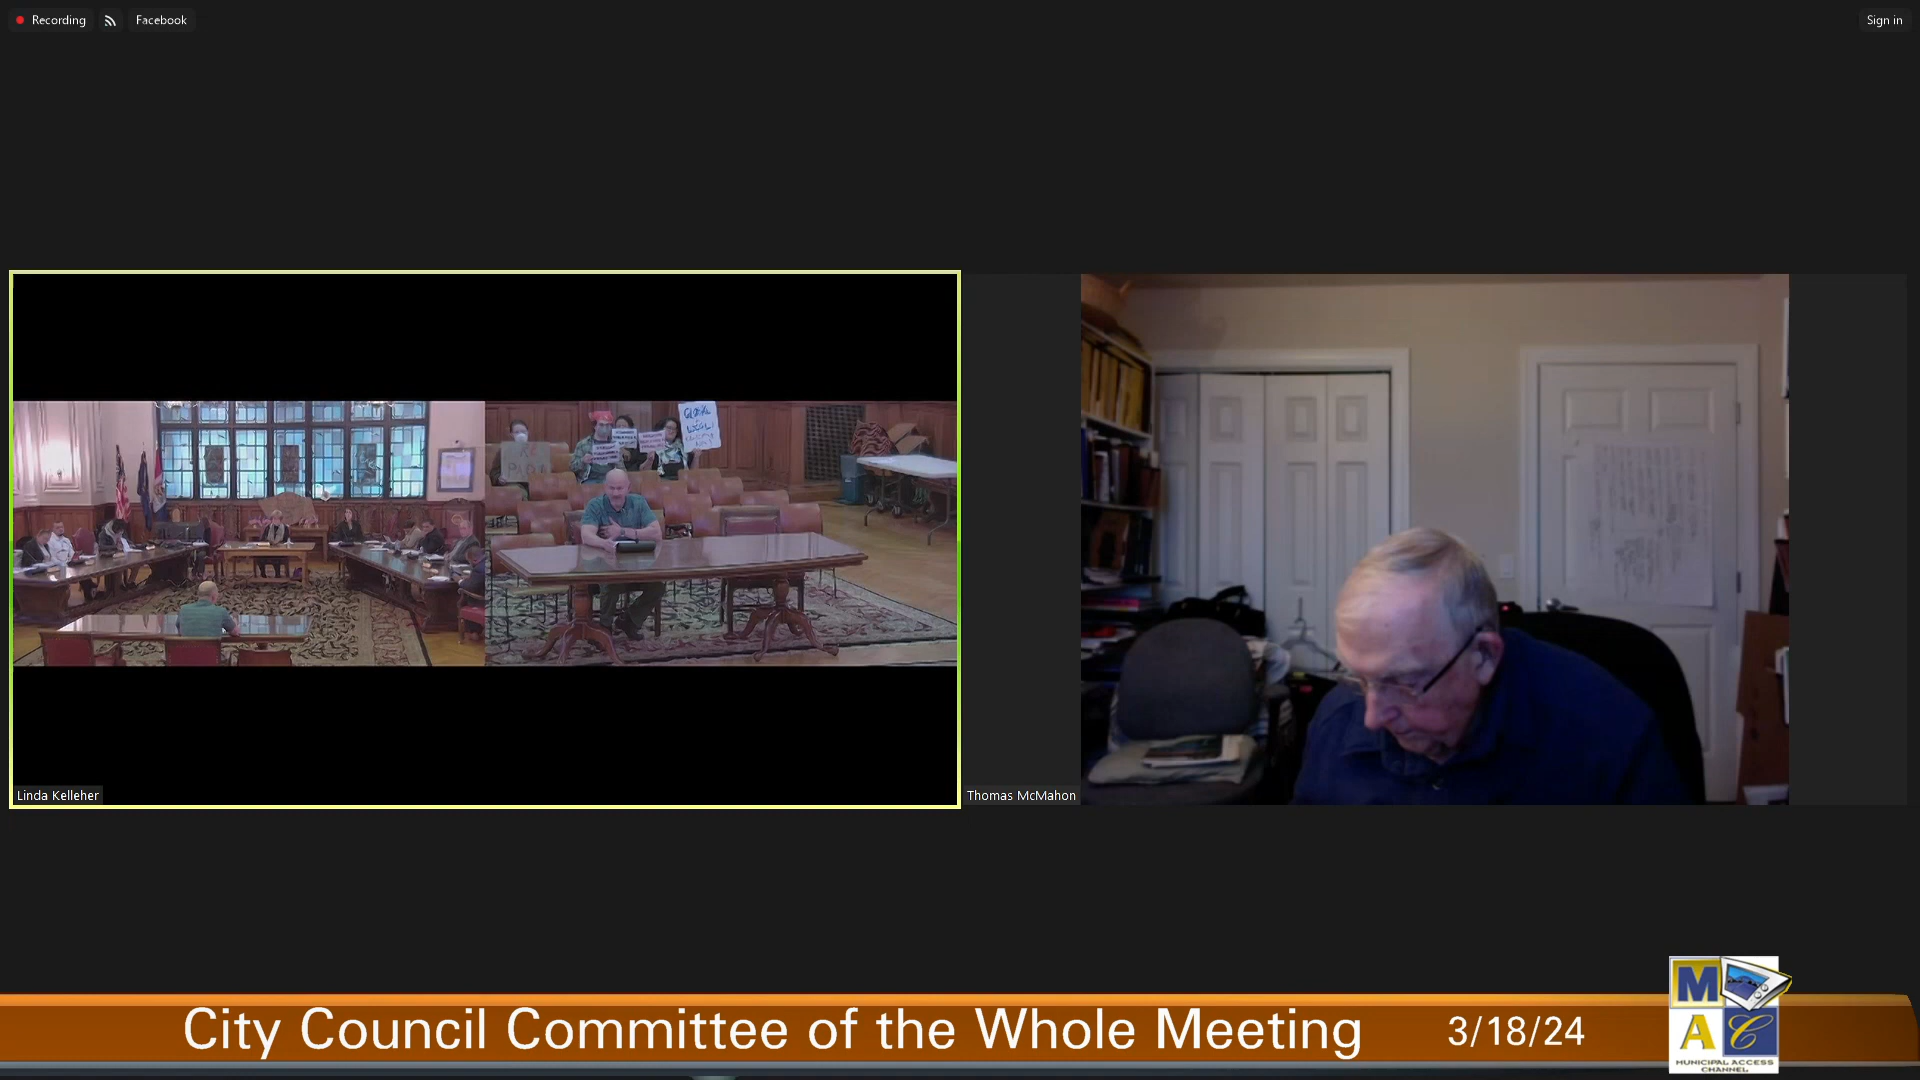 Recording
Facebook
Sign in
Linda Kelleher
Thomas McMahon
City Council Committee of the Whole Meeting
3/18/24
M
A C
MUNICIPAL ACCESS
CHANNEL